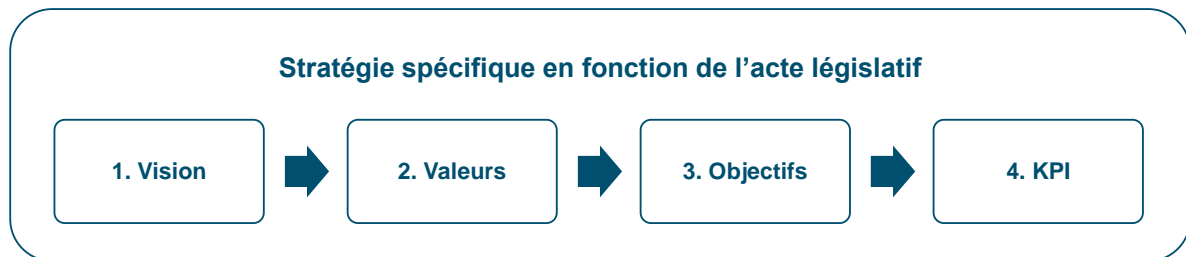 Stratégie spécifique en fonction de l’acte législatif
1. Vision
2. Valeurs
3. Objectifs
4. KPI